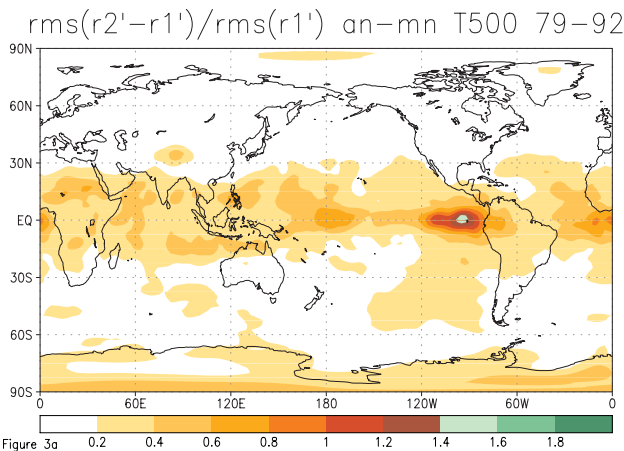 rms(r2'-r1')/rms(r1') an-mn T500 79-92
90N
60N
30N
EQ
30S
60S
90S
0 60E 120E 180 120W 60W 0
0.2 0.4 0.6 0.8 1 1.2 1.4 1.6 1.8
Figure 3a